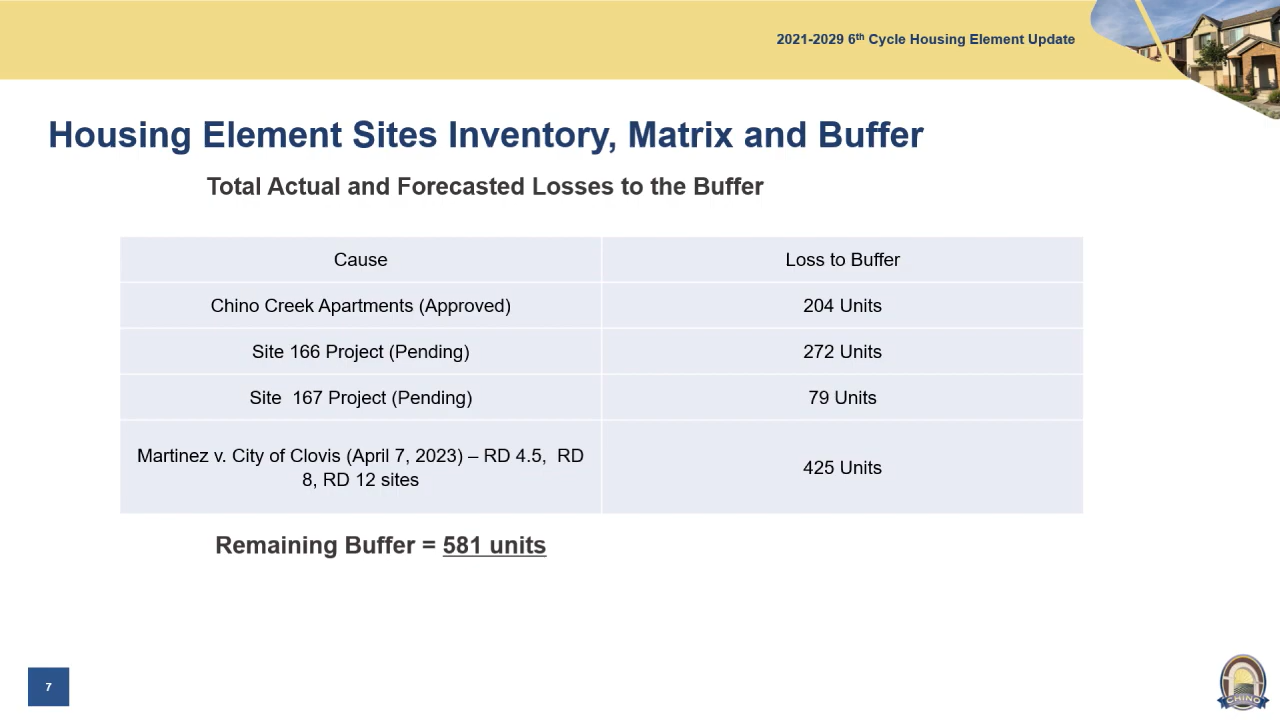 2021-2029 6th Cycle Housing Element Update
Housing Element Sites Inventory, Matrix and Buffer
Total Actual and Forecasted Losses to the Buffer
Cause
Loss to Buffer
Chino Creek Apartments (Approved)
204 Units
Site 166 Project (Pending)
272 Units
Site  167 Project (Pending)
79 Units
Martinez v. City of Clovis (April 7, 2023) – RD 4.5,  RD
8, RD 12 sites
425 Units
Remaining Buffer = 581 units
7
CHINO